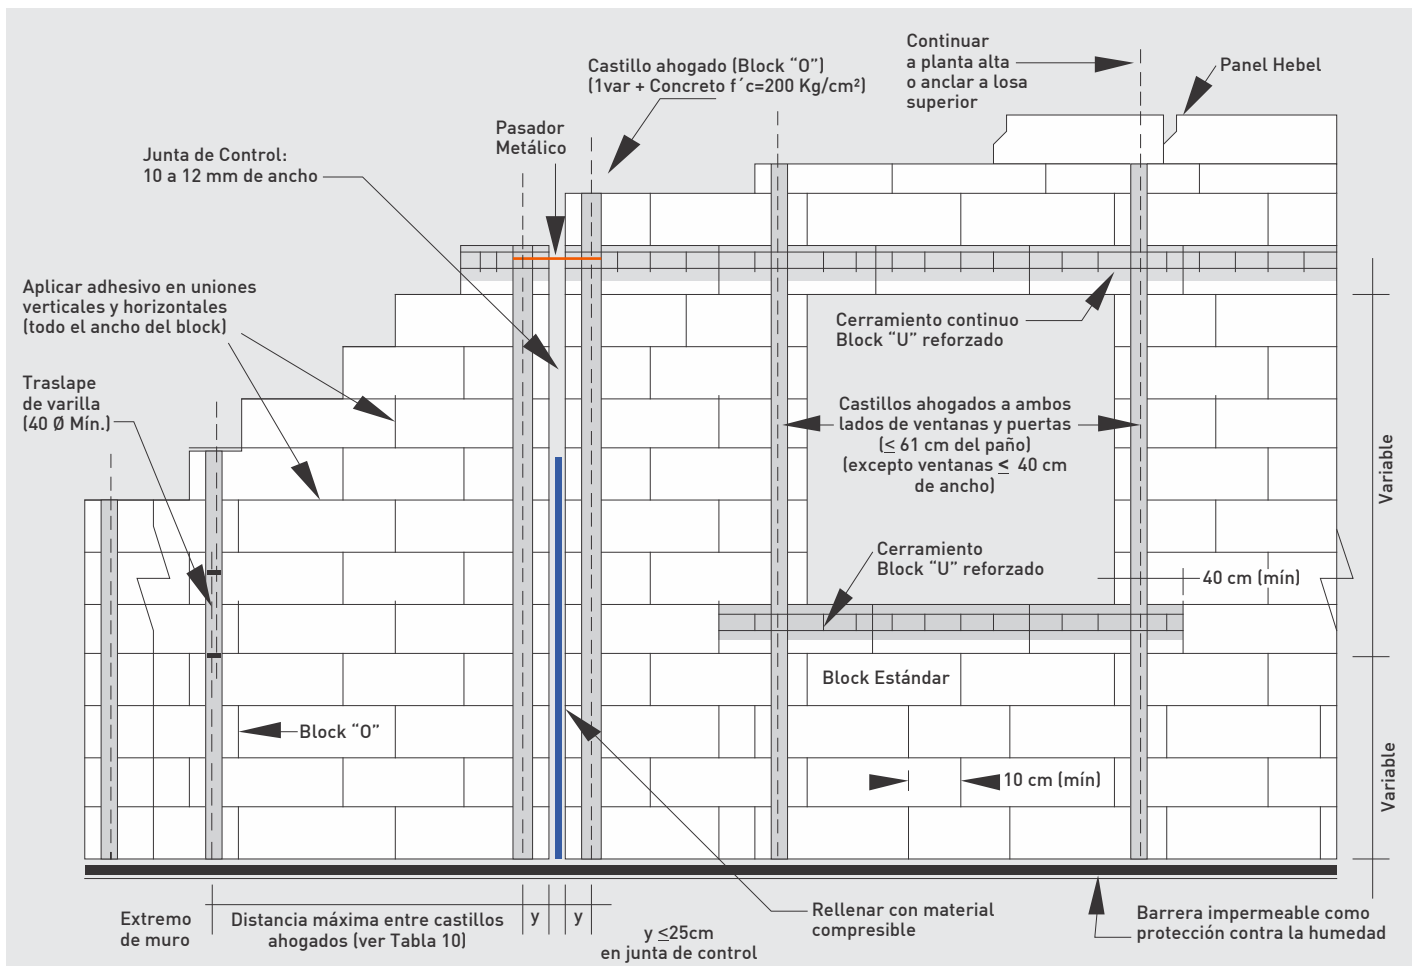 Continuar
a planta alta
o anclar a losa
superior
Panel Hebel
Castillo ahogado (Block “O”)
(1var + Concreto f´c=200 Kg/cm²)
Pasador
Metálico
Junta de Control:
10 a 12 mm de ancho
Aplicar adhesivo en uniones
verticales y horizontales
(todo el ancho del block)
Traslape
de varilla
(40 Ø Mín.)
Cerramiento continuo
Block “U” reforzado
Castillos ahogados a ambos
lados de ventanas y puertas
(≤ 61 cm del paño)
(excepto ventanas ≤ 40 cm
de ancho)
Variable
Cerramiento
Block “U” reforzado
40 cm (mín)
Block Estándar
Block “O”
10 cm (mín)
Variable
Extremo
de muro
Distancia máxima entre castillos
ahogados (ver Tabla 10)
y
y
y ≤25cm
en junta de control
Rellenar con material
compresible
Barrera impermeable como
protección contra la humedad